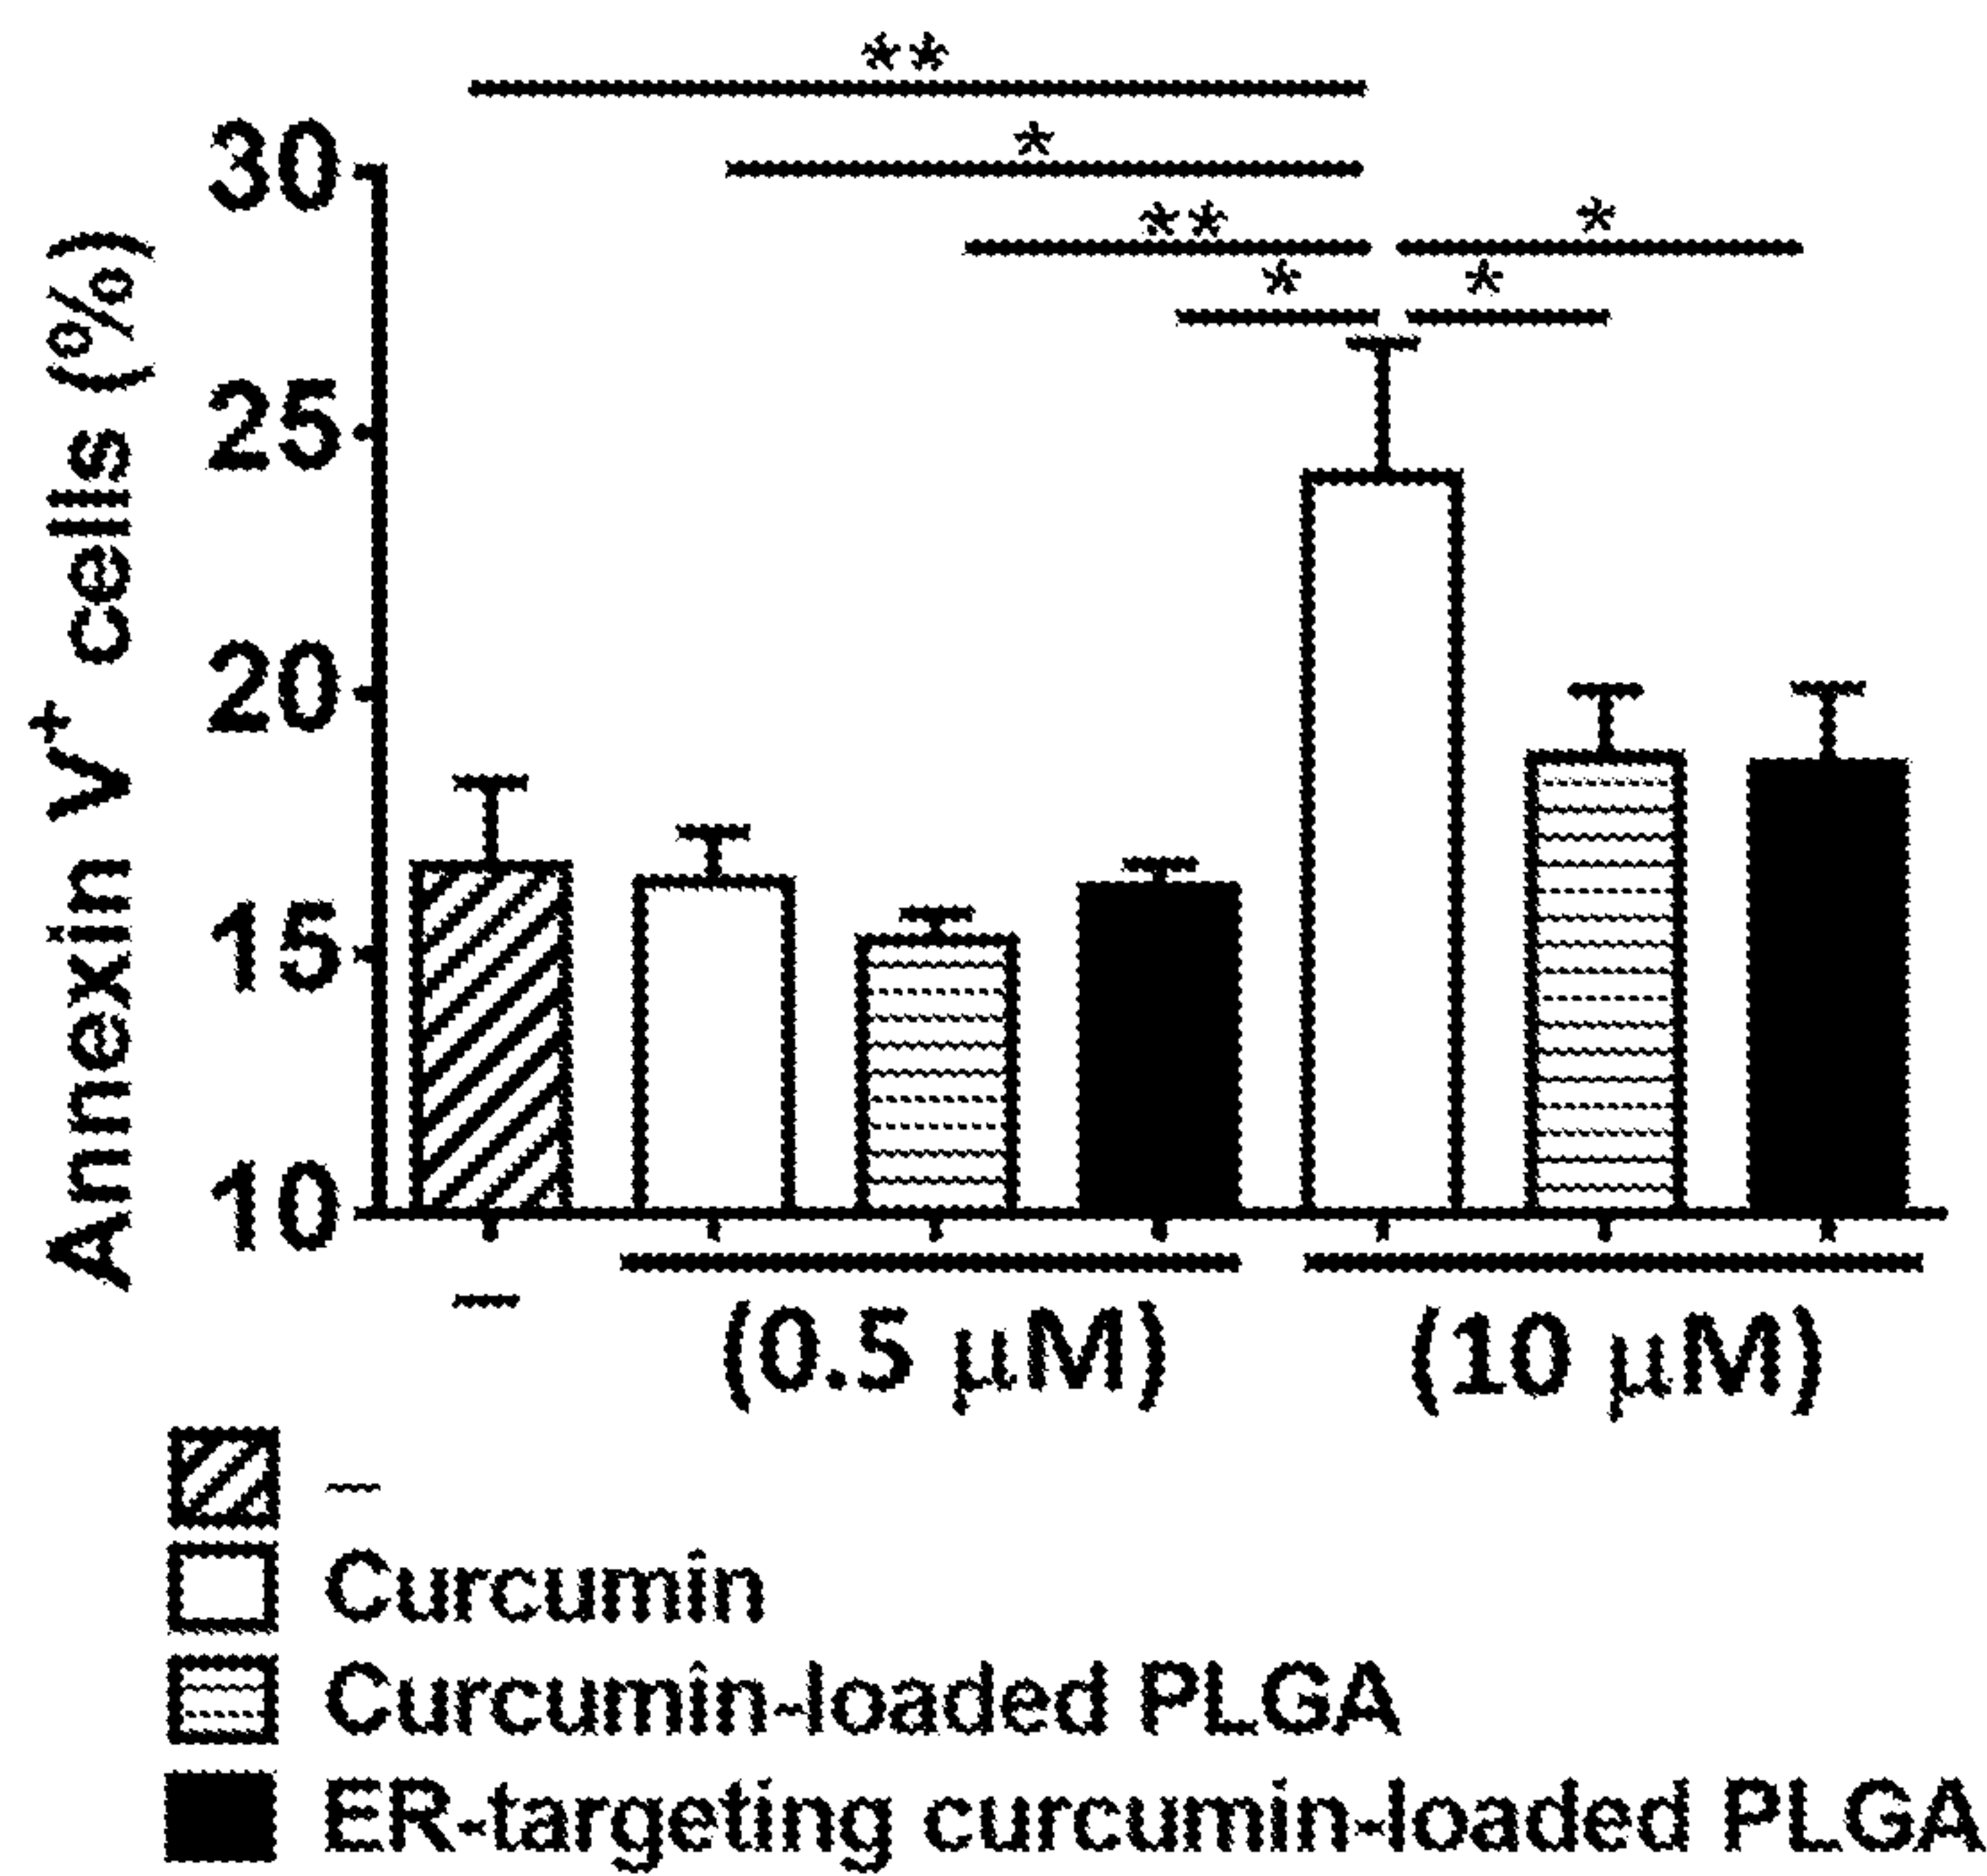 **
*
** *
* *
30
25
20
15
10
Annexin V⁺ cells (%)
–
(0.5 µM) (10 µM)
–
Curcumin
Curcumin-loaded PLGA
ER-targeting curcumin-loaded PLGA